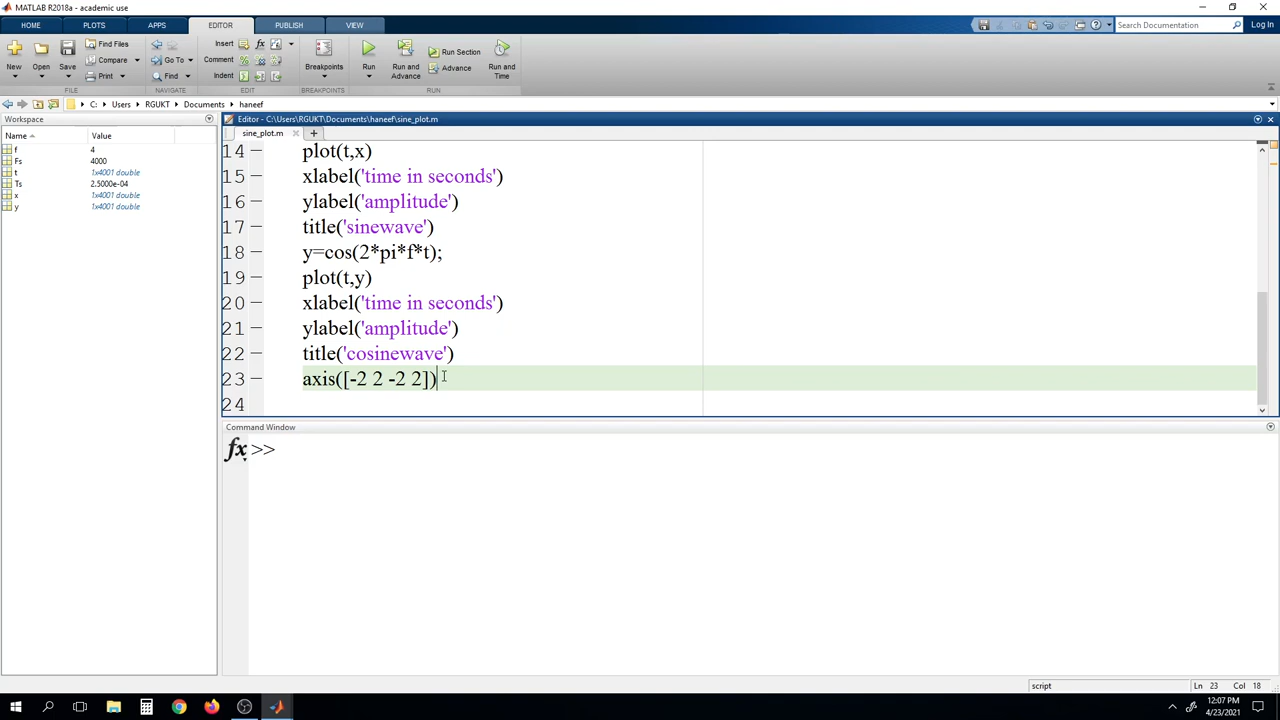 MATLAB R2018a - academic use
HOME PLOTS APPS EDITOR PUBLISH VIEW
Search Documentation Log In
New Open Save Find Files Compare Print
Go To Find
Insert fx Comment % Indent
Breakpoints
Run Run and Advance Run Section Advance Run and Time
FILE NAVIGATE EDIT BREAKPOINTS RUN
C: Users RGUKT Documents haneef
Workspace
Name Value
f 4
Fs 4000
t 1x4001 double
Ts 2.5000e-04
x 1x4001 double
y 1x4001 double
Editor - C:\Users\RGUKT\Documents\haneef\sine_plot.m
sine_plot.m
14 — plot(t,x)
15 — xlabel('time in seconds')
16 — ylabel('amplitude')
17 — title('sinewave')
18 — y=cos(2*pi*f*t);
19 — plot(t,y)
20 — xlabel('time in seconds')
21 — ylabel('amplitude')
22 — title('cosinewave')
23 — axis([-2 2 -2 2])
24
Command Window
fx >>
script Ln 23 Col 18
12:07 PM
4/23/2021